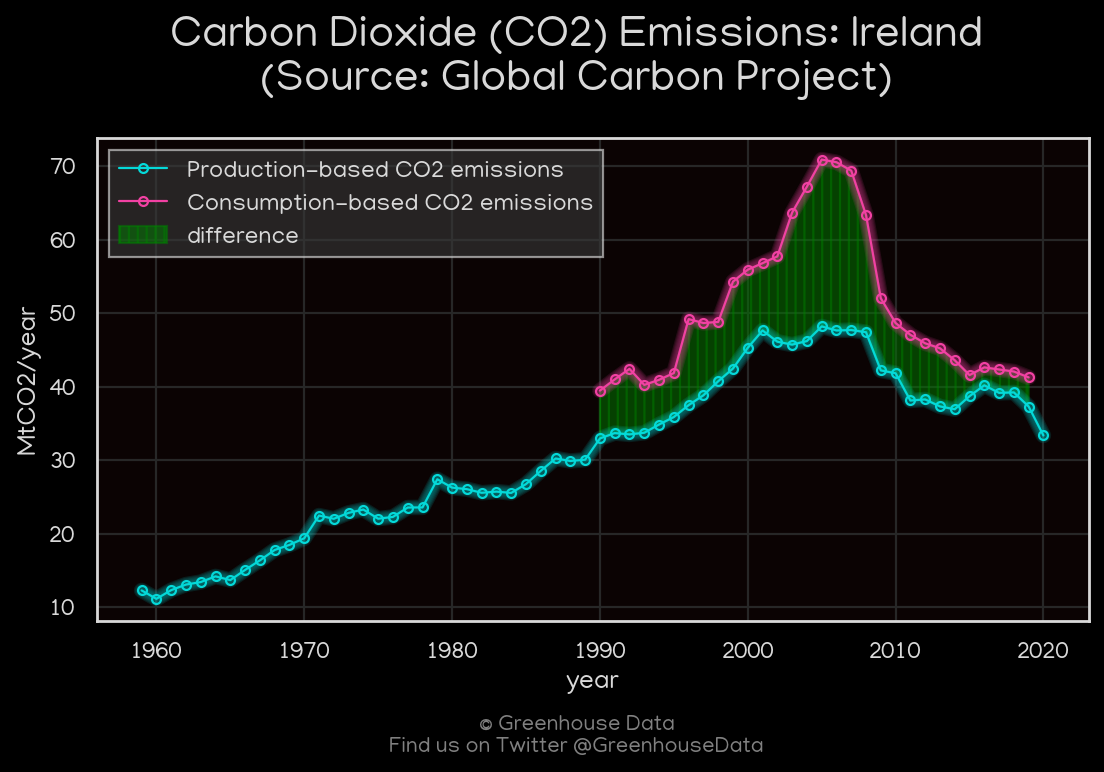 Carbon Dioxide (CO2) Emissions: Ireland
(Source: Global Carbon Project)
Production-based CO2 emissions
Consumption-based CO2 emissions
difference
MtCO2/year
70
60
50
40
30
20
10
1960 1970 1980 1990 2000 2010 2020
year
© Greenhouse Data
Find us on Twitter @GreenhouseData